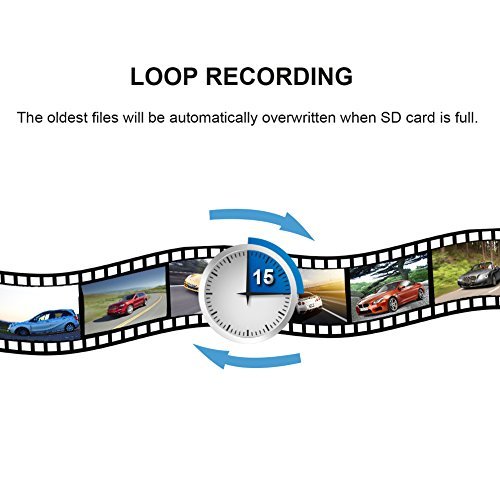 LOOP RECORDING
The oldest files will be automatically overwritten when SD card is full.
15